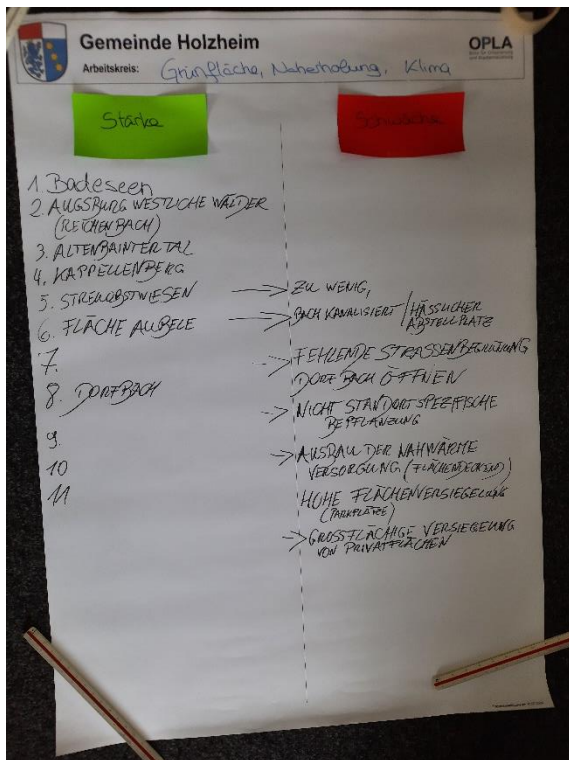 Gemeinde Holzheim
OPLA
Arbeitskreis: Grünfläche, Naherholung, Klima
Stärke
Schwäche
1. Badeseen
2. AUGSBURG WESTLICHE WÄLDER
(REICHENBACH)
3. ALTENBAINTERTAL
4. KAPPELLENBERG
5. STREUOBSTWIESEN → ZU WENIG,
6. FLÄCHE AUBELE → BACH KANALISIERT / HÄSSLICHER
ABSTELLPLATZ
7. → FEHLENDE STRASSENBEGRÜNUNG
8. DORFBACH DORFBACH ÖFFNEN
→ NICHT STANDORTSPEZIFISCHE
BEPFLANZUNG
9. → AUSBAU DER NAHWÄRME
VERSORGUNG (FLÄCHENDECKEND)
10 HOHE FLÄCHENVERSIEGELUNG
(PARKPLÄTZE)
11 → GROSSFLÄCHIGE VERSIEGELUNG
VON PRIVATFLÄCHEN